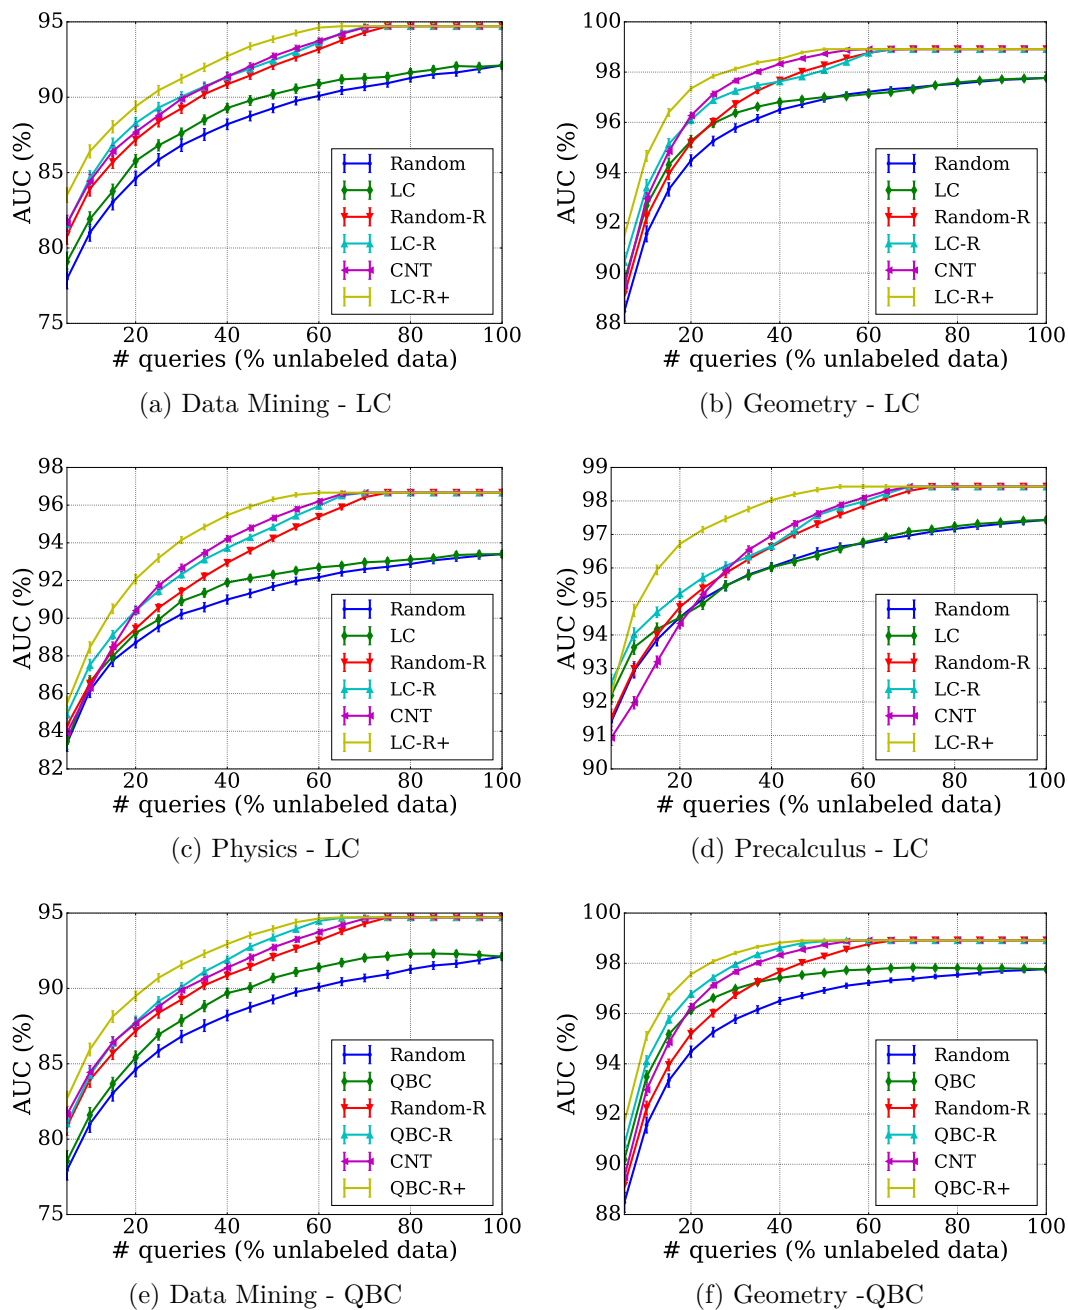 95
90
85
80
75
AUC (%)
Random
LC
Random-R
LC-R
CNT
LC-R+
20 40 60 80 100
# queries (% unlabeled data)
(a) Data Mining - LC
100
98
96
94
92
90
88
AUC (%)
Random
LC
Random-R
LC-R
CNT
LC-R+
20 40 60 80 100
# queries (% unlabeled data)
(b) Geometry - LC
98
96
94
92
90
88
86
84
82
AUC (%)
Random
LC
Random-R
LC-R
CNT
LC-R+
20 40 60 80 100
# queries (% unlabeled data)
(c) Physics - LC
99
98
97
96
95
94
93
92
91
90
AUC (%)
Random
LC
Random-R
LC-R
CNT
LC-R+
20 40 60 80 100
# queries (% unlabeled data)
(d) Precalculus - LC
95
90
85
80
75
AUC (%)
Random
QBC
Random-R
QBC-R
CNT
QBC-R+
20 40 60 80 100
# queries (% unlabeled data)
(e) Data Mining - QBC
100
98
96
94
92
90
88
AUC (%)
Random
QBC
Random-R
QBC-R
CNT
QBC-R+
20 40 60 80 100
# queries (% unlabeled data)
(f) Geometry -QBC